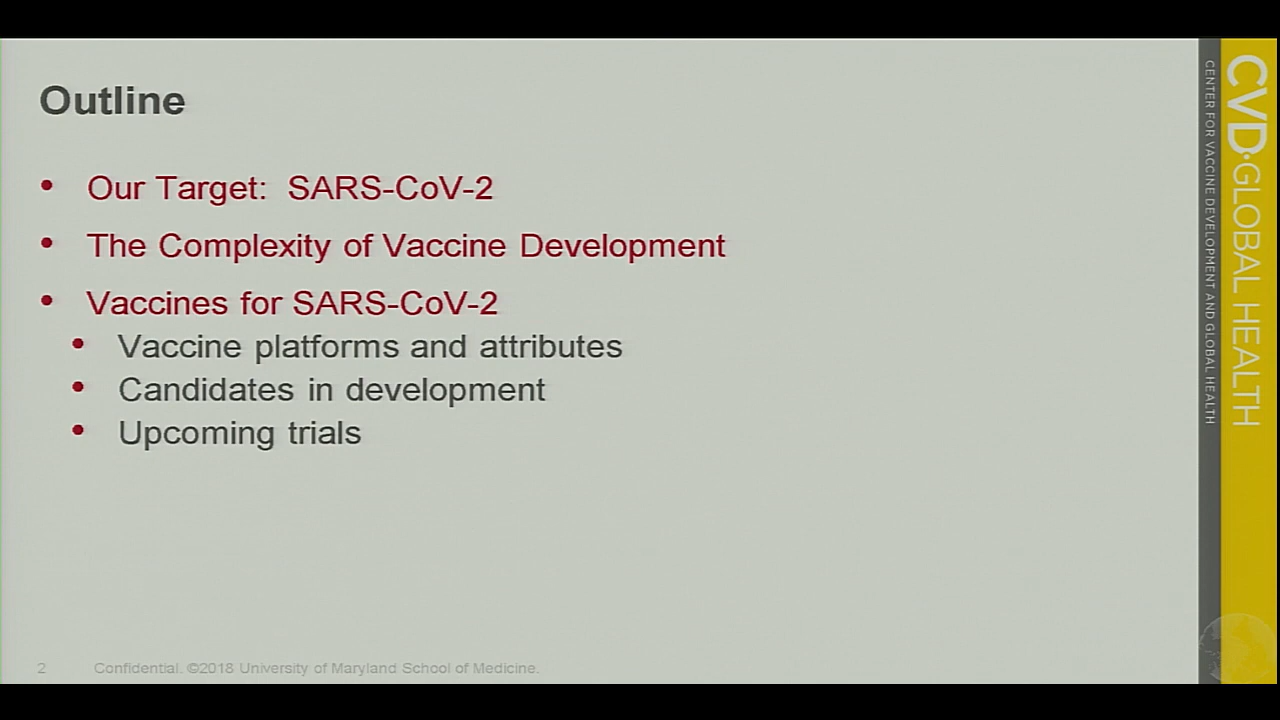 Outline
• Our Target: SARS-CoV-2
• The Complexity of Vaccine Development
• Vaccines for SARS-CoV-2
• Vaccine platforms and attributes
• Candidates in development
• Upcoming trials
2 Confidential. ©2018 University of Maryland School of Medicine.
CVD·GLOBAL HEALTH
CENTER FOR VACCINE DEVELOPMENT AND GLOBAL HEALTH